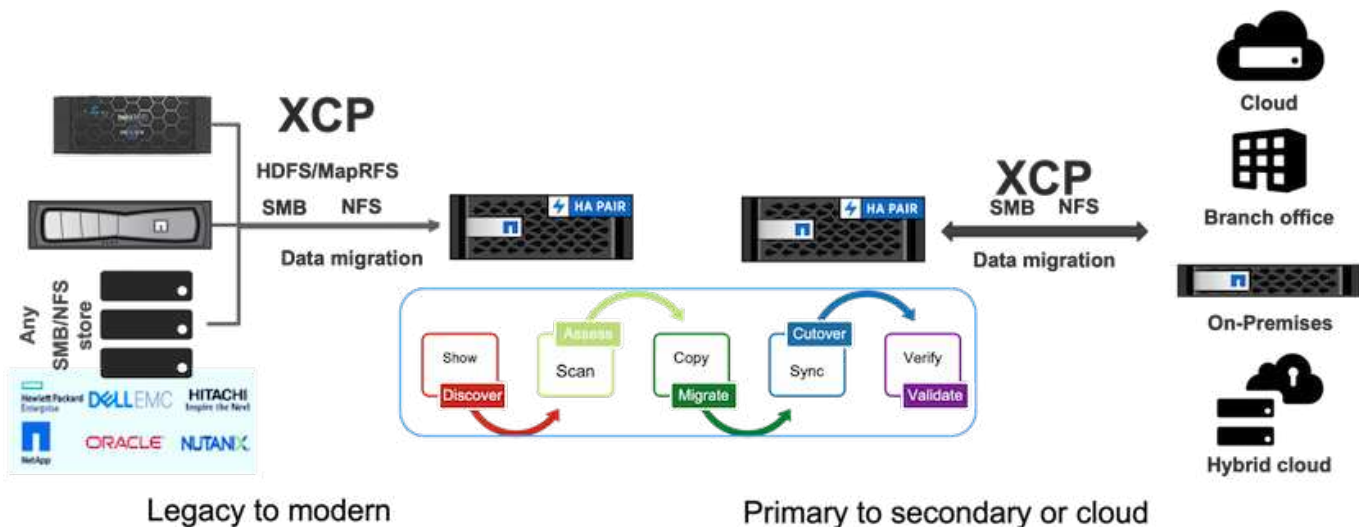 XCP
HDFS/MapRFS
SMB NFS
Data migration
Any
SMB/NFS
store
Hewlett Packard
Enterprise
DELLEMC
HITACHI
Inspire the Next
NetApp
ORACLE
NUTANIX
HA PAIR
Legacy to modern
HA PAIR
XCP
SMB NFS
Data migration
Cloud
Branch office
On-Premises
Hybrid cloud
Show
Discover
Assess
Scan
Copy
Migrate
Cutover
Sync
Verify
Validate
Primary to secondary or cloud